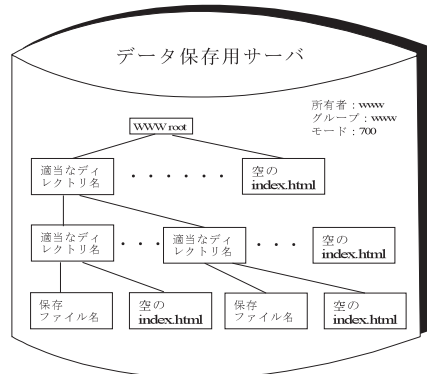 データ保存用サーバ
所有者：www
グループ：www
モード：700
WWW root
適当なディ
レクトリ名
・・・・・・
空の
index.html
適当なディ
レクトリ名
・・・
適当なディ
レクトリ名
・・・
空の
index.html
保存
ファイル名
空の
index.html
保存
ファイル名
空の
index.html